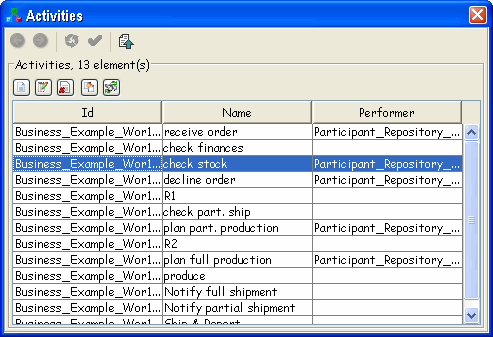 Activities
Activities, 13 element(s)
Id Name Performer
Business_Example_Wor1... receive order Participant_Repository_...
Business_Example_Wor1... check finances
Business_Example_Wor1... check stock Participant_Repository_...
Business_Example_Wor1... decline order Participant_Repository_...
Business_Example_Wor1... R1
Business_Example_Wor1... check part. ship
Business_Example_Wor1... plan part. production Participant_Repository_...
Business_Example_Wor1... R2
Business_Example_Wor1... plan full production Participant_Repository_...
Business_Example_Wor1... produce
Business_Example_Wor1... Notify full shipment
Business_Example_Wor1... Notify partial shipment
Business_Example_Wor1... Ship &